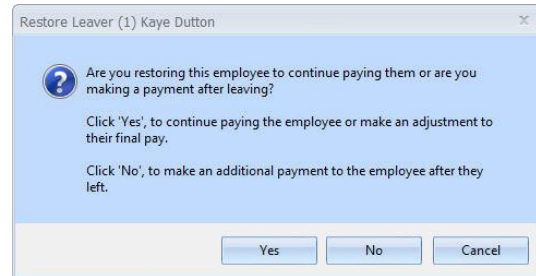 Restore Leaver (1) Kaye Dutton
x
Are you restoring this employee to continue paying them or are you
making a payment after leaving?
Click 'Yes', to continue paying the employee or make an adjustment to
their final pay.
Click 'No', to make an additional payment to the employee after they
left.
Yes
No
Cancel